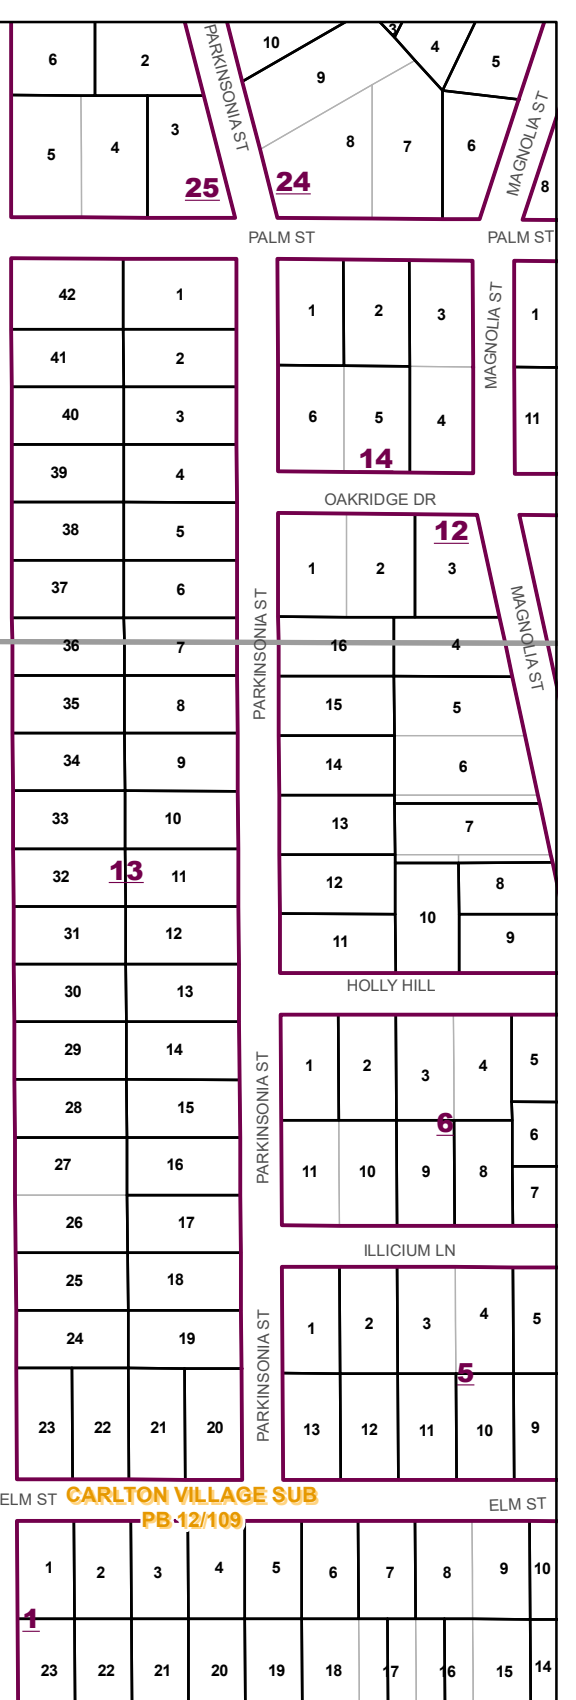 6 2
5 4 3
25
PARKINSONIA ST
10 9 3 4 5
8 7 6
24
MAGNOLIA ST
8
PALM ST PALM ST
42 1
41 2
40 3
39 4
38 5
37 6
36 7
35 8
34 9
33 10
32 13 11
31 12
30 13
29 14
28 15
27 16
26 17
25 18
24 19
23 22 21 20
1 2 3
6 5 4
14
MAGNOLIA ST
1
11
OAKRIDGE DR
12
1 2 3
PARKINSONIA ST
MAGNOLIA ST
16 4
15 5
14 6
13 7
12 8
11 10 9
HOLLY HILL
PARKINSONIA ST
1 2 3 4 5
6
6
11 10 9 8 7
ILLICIUM LN
PARKINSONIA ST
1 2 3 4 5
5
13 12 11 10 9
ELM ST CARLTON VILLAGE SUB ELM ST
PB 12/109
1 2 3 4 5 6 7 8 9 10
1
23 22 21 20 19 18 17 16 15 14